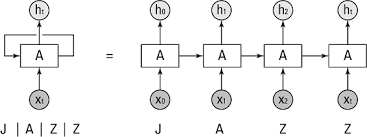 hₜ h₀ h₁ h₂ hₜ
A = A A A A
xₜ x₀ x₁ x₂ xₜ
J | A | Z | Z J A Z Z